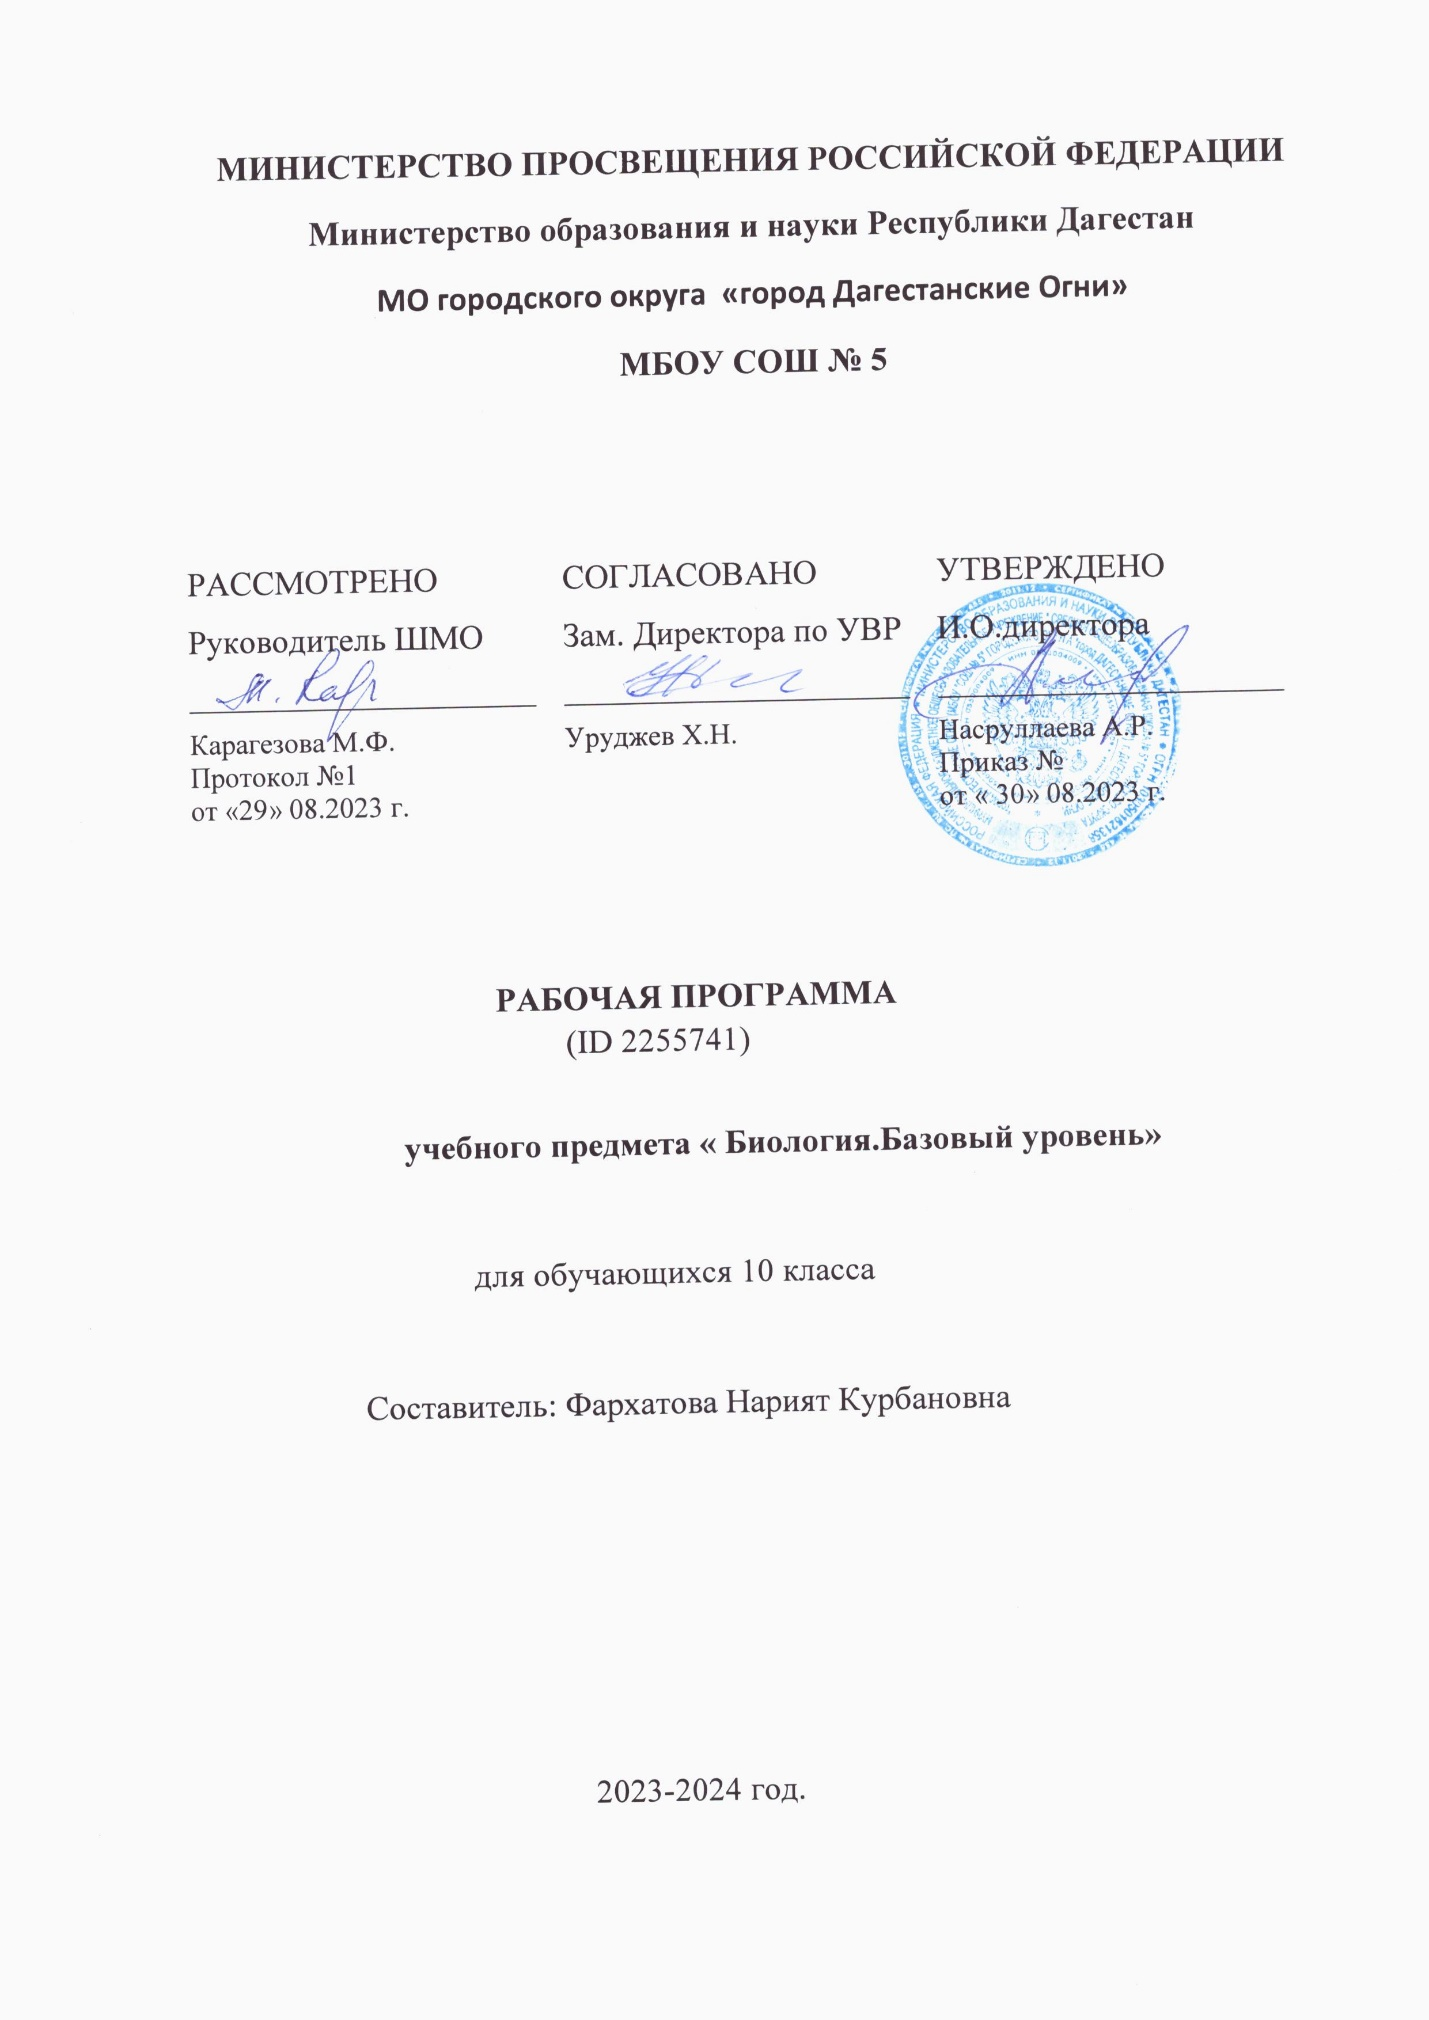 МИНИСТЕРСТВО ПРОСВЕЩЕНИЯ РОССИЙСКОЙ ФЕДЕРАЦИИ
Министерство образования и науки Республики Дагестан
МО городского округа «город Дагестанские Огни»
МБОУ СОШ № 5
РАССМОТРЕНО
Руководитель ШМО
Карагезова М.Ф.
Протокол №1
от «29» 08.2023 г.
СОГЛАСОВАНО
Зам. Директора по УВР
Уруджев Х.Н.
УТВЕРЖДЕНО
И.О.директора
Насруллаева А.Р.
Приказ №
от « 30» 08.2023 г.
РАБОЧАЯ ПРОГРАММА
(ID 2255741)
учебного предмета « Биология.Базовый уровень»
для обучающихся 10 класса
Составитель: Фархатова Нарият Курбановна
2023-2024 год.